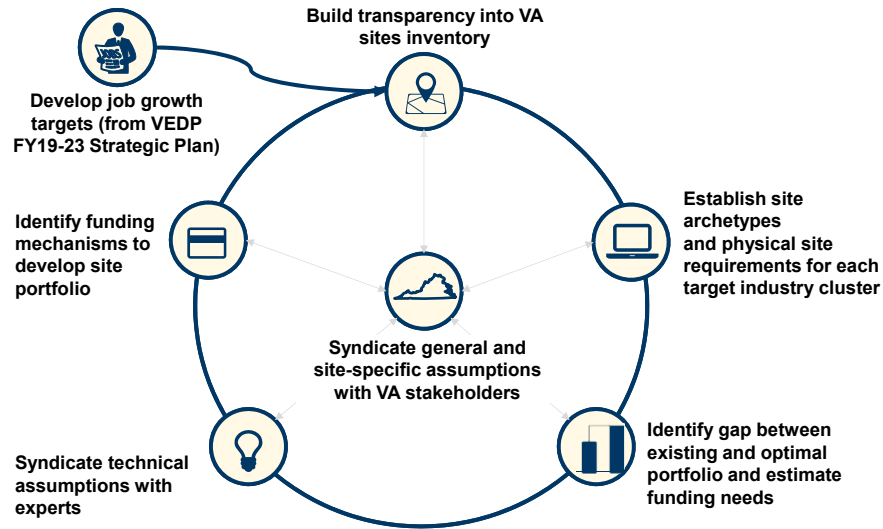 Build transparency into VA
sites inventory
JOBS
Develop job growth
targets (from VEDP
FY19-23 Strategic Plan)
Identify funding
mechanisms to
develop site
portfolio
Establish site
archetypes
and physical site
requirements for each
target industry cluster
Syndicate general and
site-specific assumptions
with VA stakeholders
Syndicate technical
assumptions with
experts
Identify gap between
existing and optimal
portfolio and estimate
funding needs